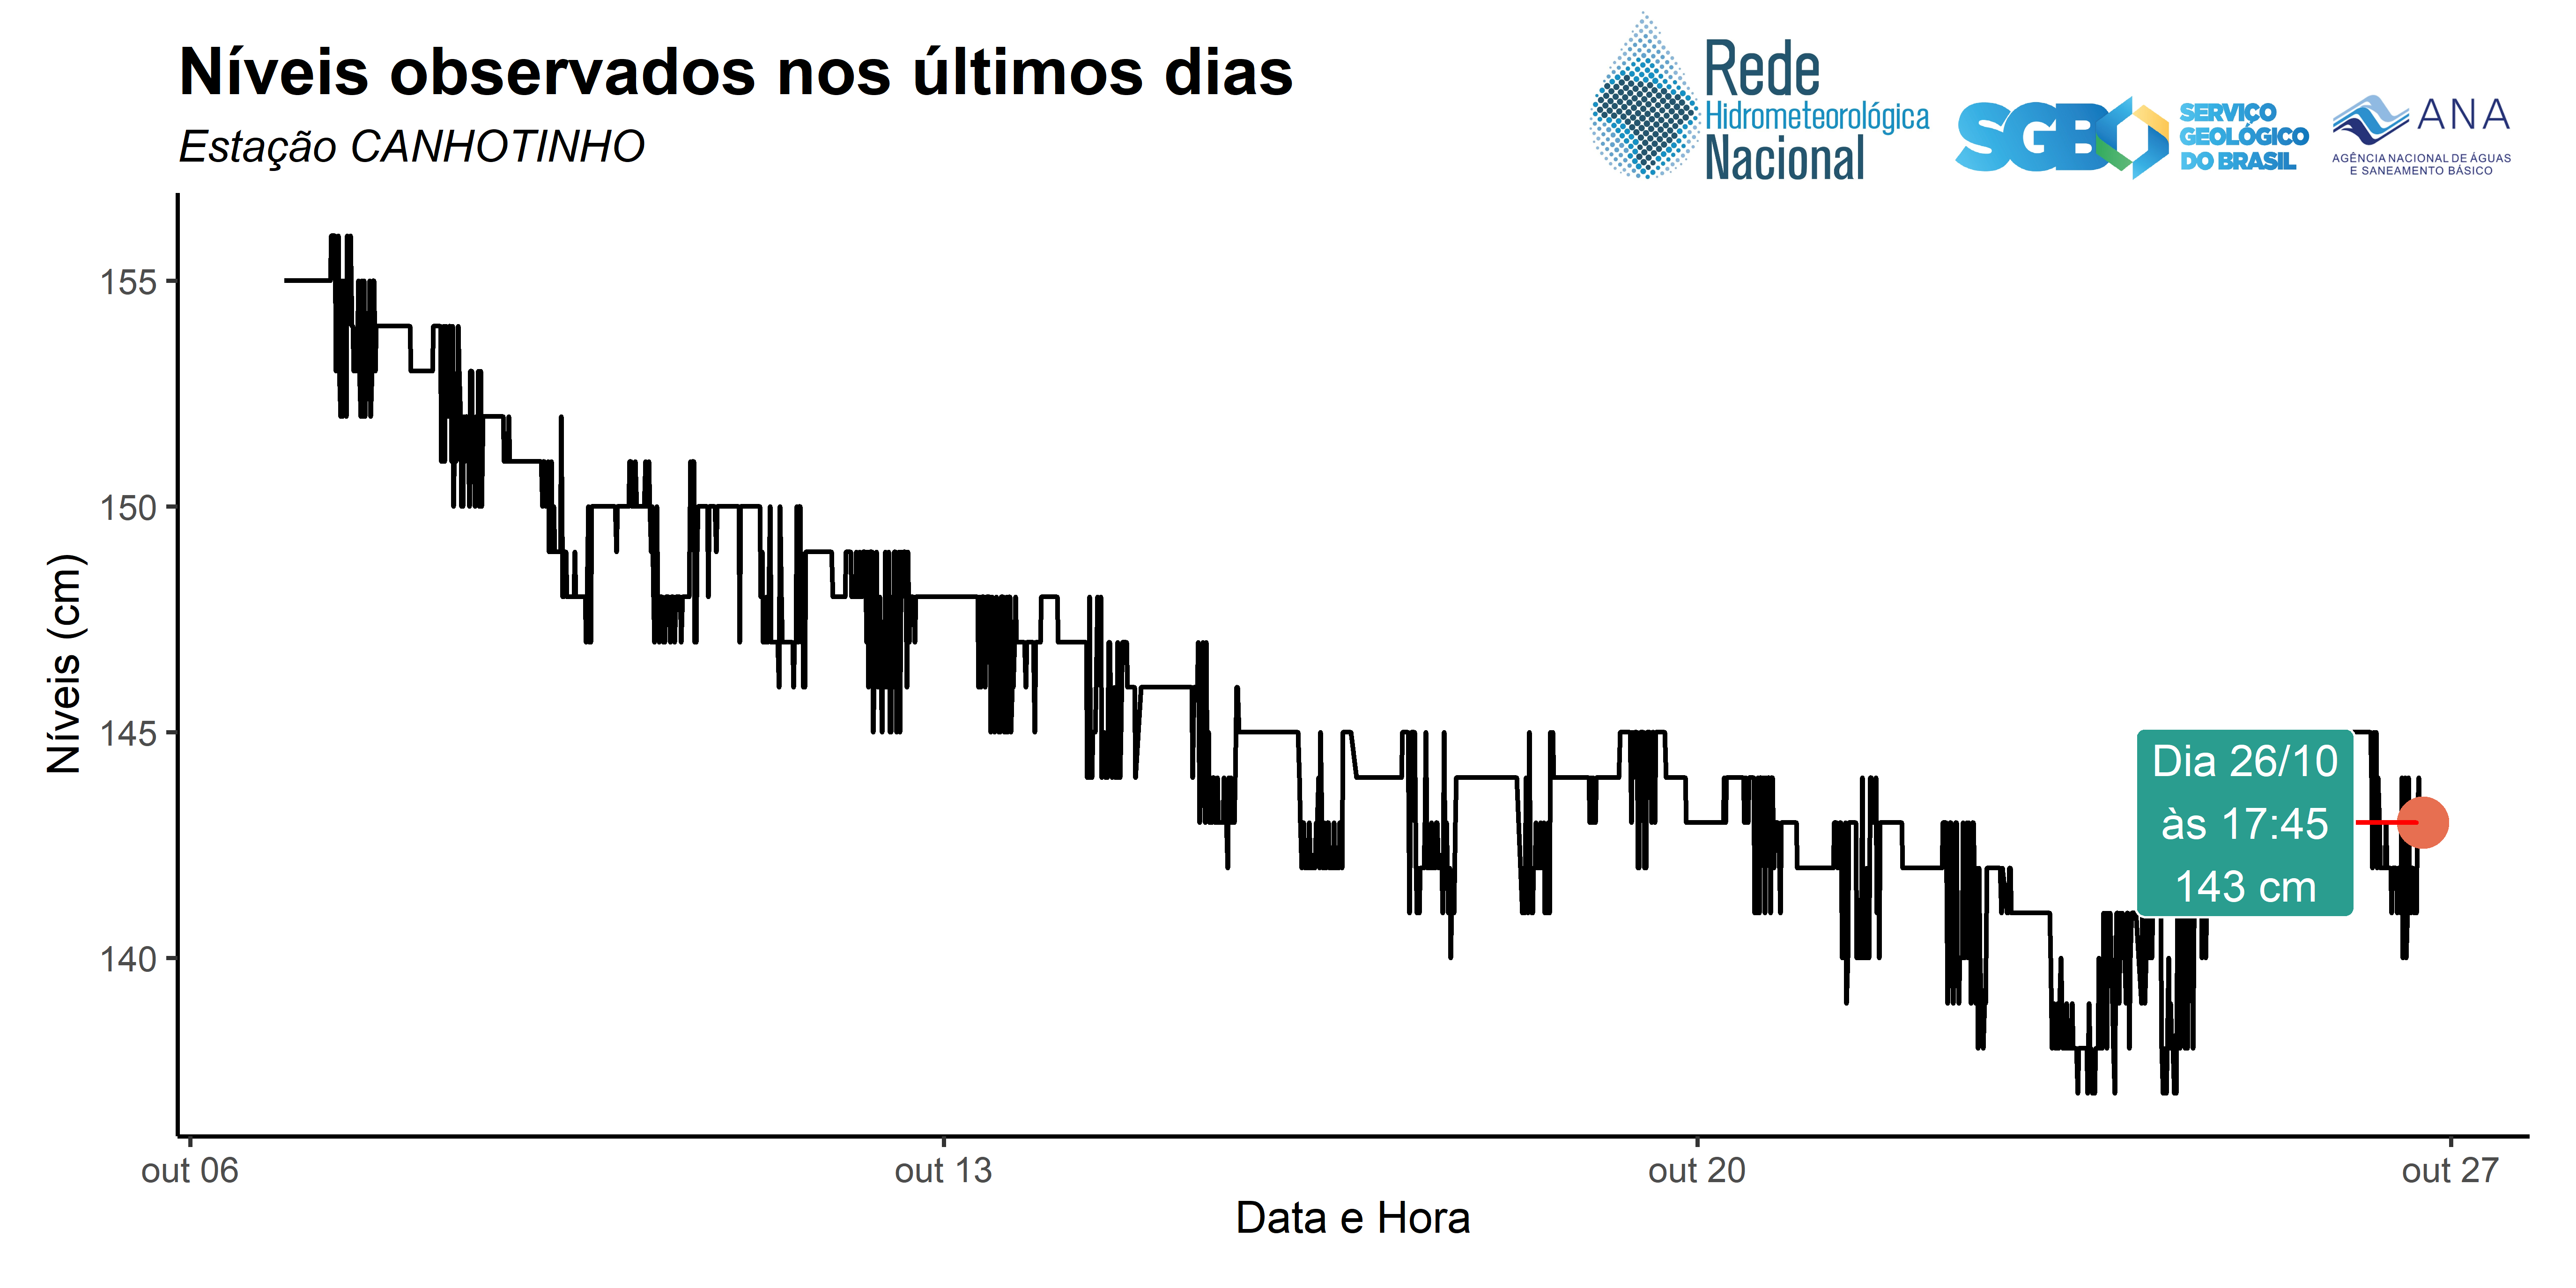 Níveis observados nos últimos dias
Estação CANHOTINHO
Rede
Hidrometeorológica
Nacional
SGB
SERVIÇO
GEOLÓGICO
DO BRASIL
ANA
AGÊNCIA NACIONAL DE ÁGUAS
E SANEAMENTO BÁSICO
Níveis (cm)
155
150
145
140
Dia 26/10
às 17:45
143 cm
out 06
out 13
out 20
out 27
Data e Hora